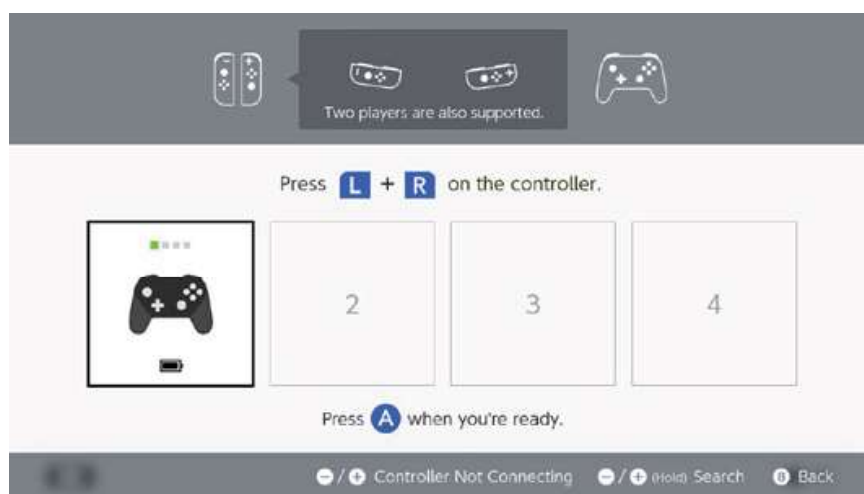 Two players are also supported.
Press L + R on the controller.
2 3 4
Press A when you're ready.
⊖/⊕ Controller Not Connecting ⊖/⊕ (Hold) Search B Back